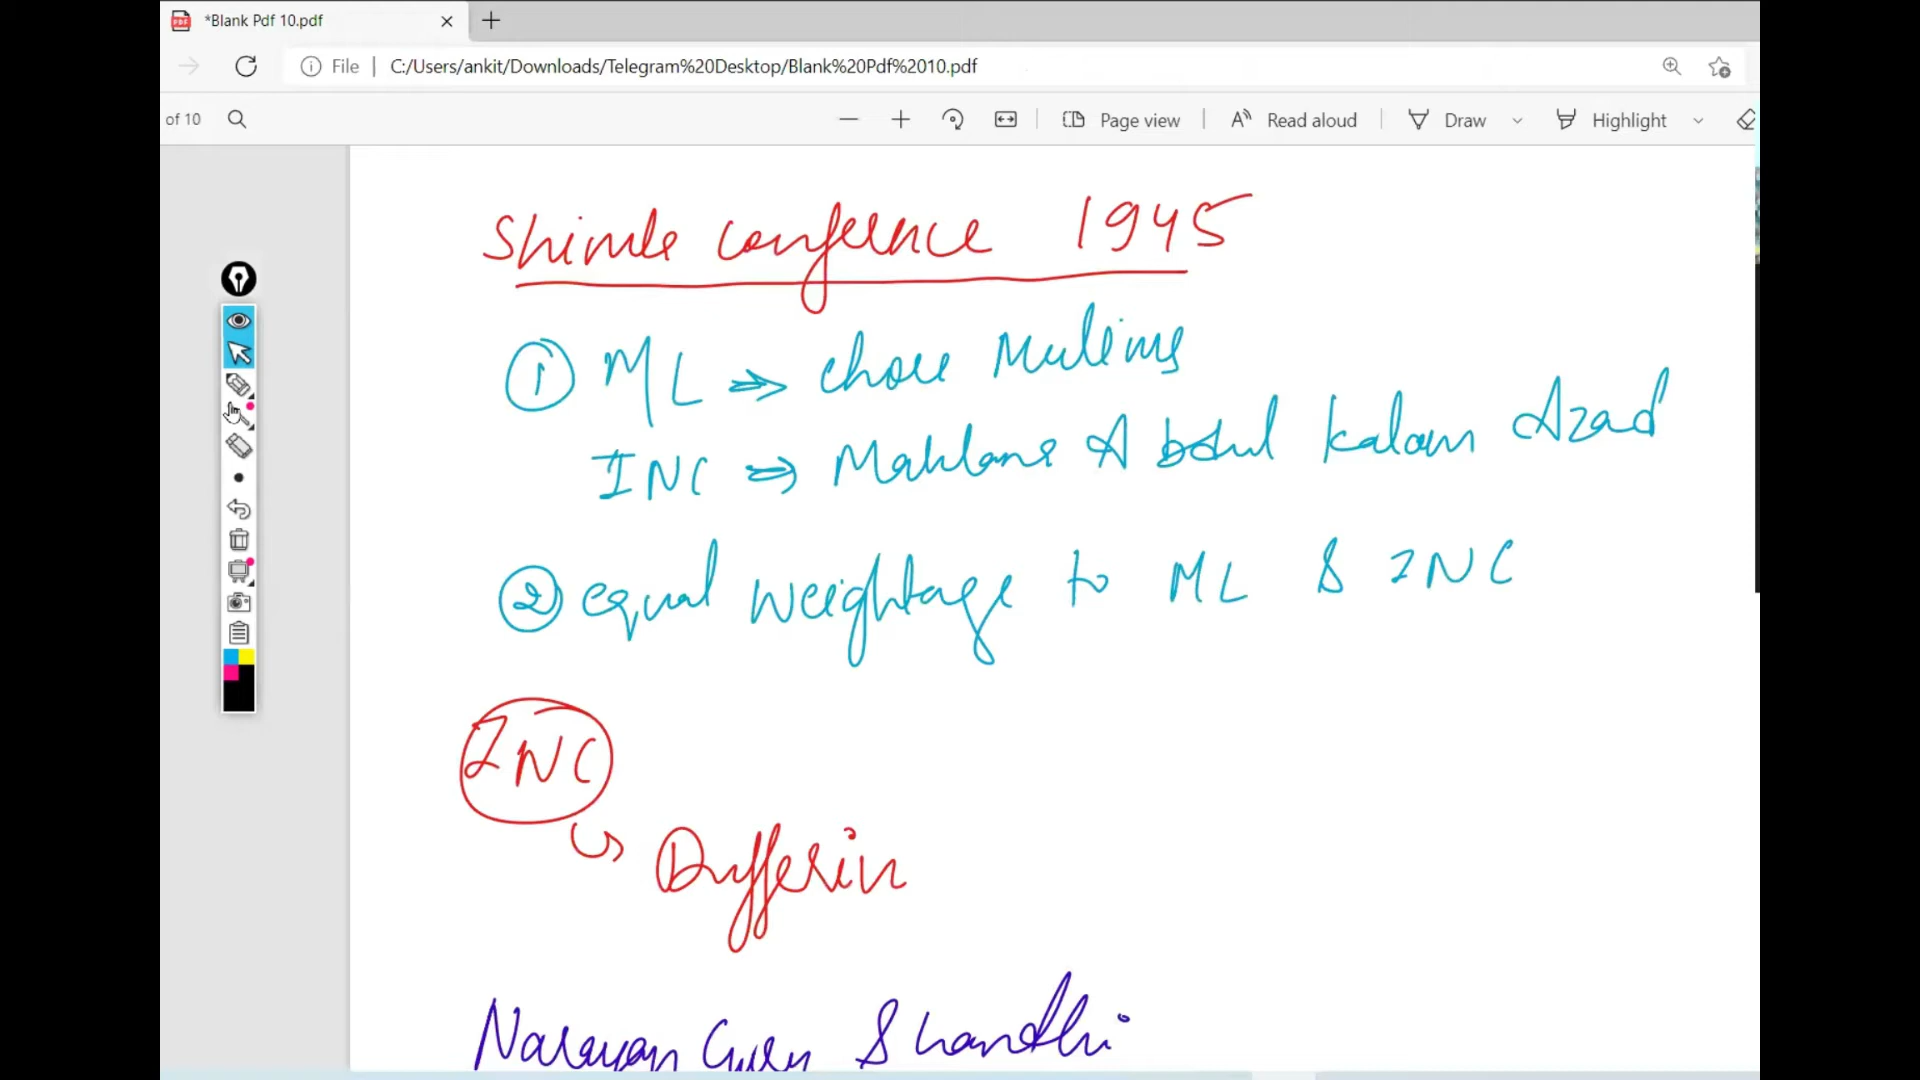 *Blank Pdf 10.pdf
File | C:/Users/ankit/Downloads/Telegram%20Desktop/Blank%20Pdf%2010.pdf
of 10 Page view Read aloud Draw Highlight
Shimla conference 1945
① ML ⇒ chose Muslims
INC ⇒ Mahlana Abdul Kalam Azad
② equal weightage to ML & INC
INC
↪ Dufferin
Narayan Guru & Gandhi